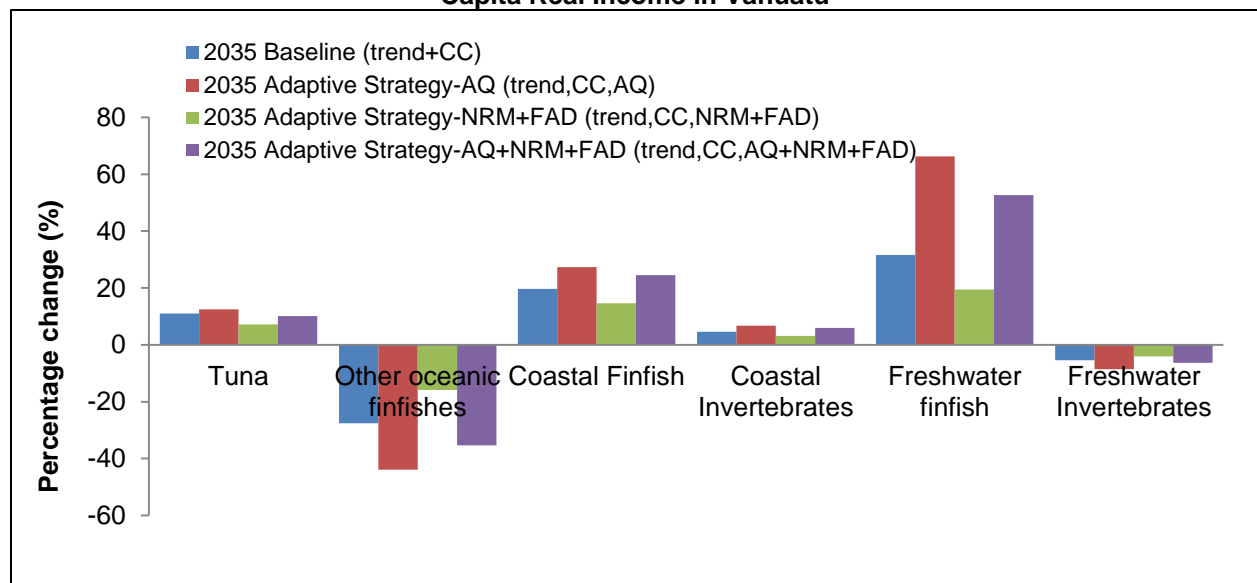 Capita Real Income in Vanuatu
2035 Baseline (trend+CC)
2035 Adaptive Strategy-AQ (trend,CC,AQ)
2035 Adaptive Strategy-NRM+FAD (trend,CC,NRM+FAD)
2035 Adaptive Strategy-AQ+NRM+FAD (trend,CC,AQ+NRM+FAD)
Percentage change (%)
80
60
40
20
0
-20
-40
-60
Tuna
Other oceanic
finfishes
Coastal Finfish
Coastal
Invertebrates
Freshwater
finfish
Freshwater
Invertebrates